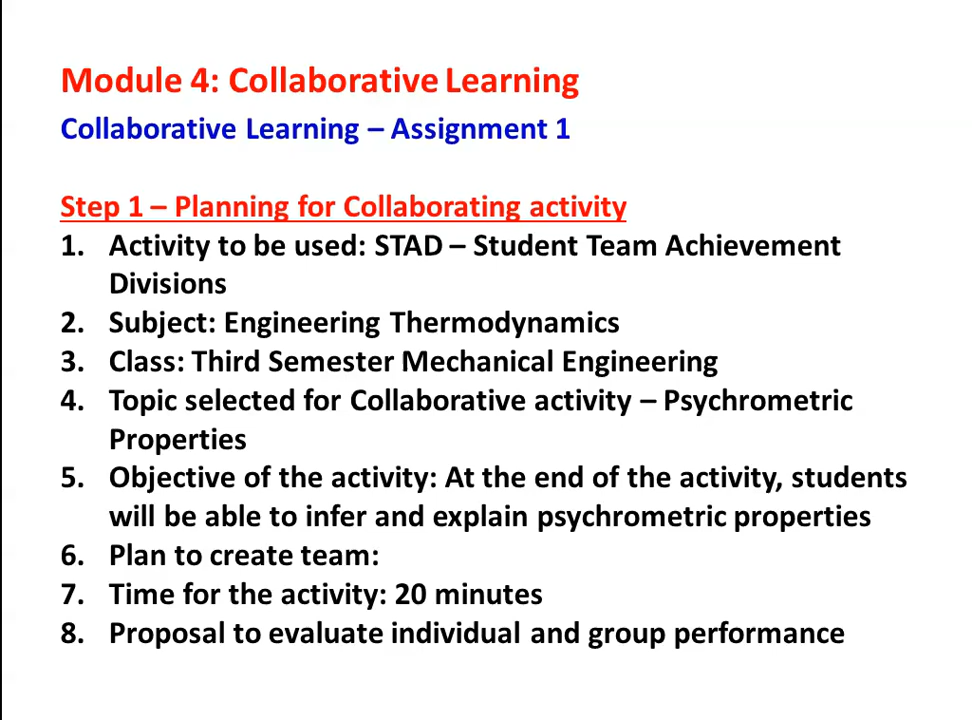 Module 4: Collaborative Learning
Collaborative Learning – Assignment 1
Step 1 – Planning for Collaborating activity
1. Activity to be used: STAD – Student Team Achievement
Divisions
2. Subject: Engineering Thermodynamics
3. Class: Third Semester Mechanical Engineering
4. Topic selected for Collaborative activity – Psychrometric
Properties
5. Objective of the activity: At the end of the activity, students
will be able to infer and explain psychrometric properties
6. Plan to create team:
7. Time for the activity: 20 minutes
8. Proposal to evaluate individual and group performance